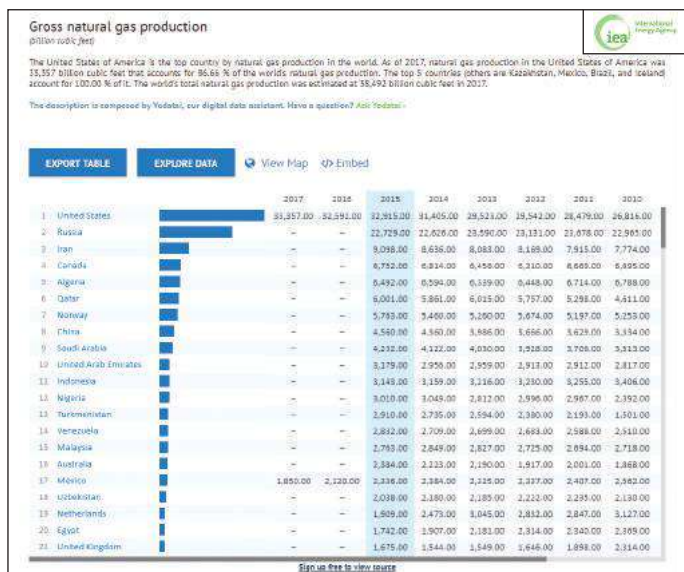 Gross natural gas production
(billion cubic feet)
International
Energy Agency
iea
The United States of America is the top country by natural gas production in the world. As of 2017, natural gas production in the United States of America was
33,357 billion cubic feet that accounts for 86.66 % of the world's natural gas production. The top 5 countries (others are Kazakhstan, Mexico, Brazil, and Iceland)
account for 100.00 % of it. The world's total natural gas production was estimated at 38,492 billion cubic feet in 2017.
The description is composed by Yodatai, our digital data assistant. Have a question? Ask Yodatai ›
EXPORT TABLE EXPLORE DATA View Map </> Embed
2017 2016 2015 2014 2013 2012 2011 2010
1 United States 33,357.00 32,592.00 32,915.00 31,405.00 29,523.00 29,542.00 28,479.00 26,816.00
2 Russia – – 22,729.00 22,626.00 23,590.00 23,131.00 23,678.00 22,965.00
3 Iran – – 9,098.00 8,636.00 8,083.00 8,169.00 7,915.00 7,774.00
4 Canada – – 6,752.00 6,814.00 6,458.00 6,310.00 6,695.00
5 Algeria – – 6,492.00 6,594.00 6,339.00 6,448.00 6,714.00 6,788.00
6 Qatar – – 6,001.00 5,861.00 6,015.00 5,757.00 5,298.00 4,611.00
7 Norway – – 5,763.00 5,460.00 5,260.00 5,674.00 5,197.00 5,253.00
8 China – – 4,560.00 4,360.00 3,986.00 3,666.00 3,629.00 3,334.00
9 Saudi Arabia – – 4,232.00 4,122.00 4,030.00 3,928.00 3,706.00 3,313.00
10 United Arab Emirates – – 3,179.00 2,956.00 2,959.00 2,913.00 2,912.00 2,817.00
11 Indonesia – – 3,143.00 3,159.00 3,216.00 3,230.00 3,255.00 3,406.00
12 Nigeria – – 3,010.00 3,049.00 2,812.00 2,996.00 2,967.00 2,392.00
13 Turkmenistan – – 2,910.00 2,735.00 2,594.00 2,380.00 2,193.00 1,501.00
14 Venezuela – – 2,832.00 2,709.00 2,699.00 2,683.00 2,588.00 2,510.00
15 Malaysia – – 2,763.00 2,849.00 2,827.00 2,725.00 2,694.00 2,718.00
16 Australia – – 2,384.00 2,223.00 2,190.00 1,917.00 2,001.00 1,868.00
17 Mexico 1,850.00 2,120.00 2,336.00 2,384.00 2,325.00 2,327.00 2,407.00 2,562.00
18 Uzbekistan – – 2,038.00 2,180.00 2,185.00 2,222.00 2,235.00 2,130.00
19 Netherlands – – 1,909.00 2,473.00 3,045.00 2,832.00 2,847.00 3,127.00
20 Egypt – – 1,742.00 1,907.00 2,181.00 2,314.00 2,340.00 2,369.00
21 United Kingdom – – 1,675.00 1,544.00 1,549.00 1,646.00 1,898.00 2,314.00
Sign up free to view source